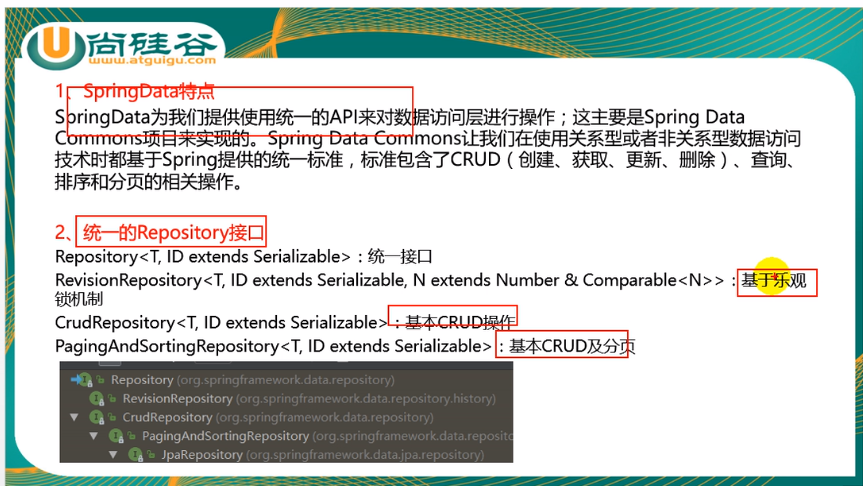 尚硅谷
www.atguigu.com
1、SpringData特点
SpringData为我们提供使用统一的API来对数据访问层进行操作；这主要是Spring Data
Commons项目来实现的。Spring Data Commons让我们在使用关系型或者非关系型数据访问
技术时都基于Spring提供的统一标准，标准包含了CRUD（创建、获取、更新、删除）、查询、
排序和分页的相关操作。
2、统一的Repository接口
Repository<T, ID extends Serializable>：统一接口
RevisionRepository<T, ID extends Serializable, N extends Number & Comparable<N>>：基于乐观
锁机制
CrudRepository<T, ID extends Serializable>：基本CRUD操作
PagingAndSortingRepository<T, ID extends Serializable>：基本CRUD及分页
Repository (org.springframework.data.repository)
RevisionRepository (org.springframework.data.repository.history)
CrudRepository (org.springframework.data.repository)
PagingAndSortingRepository (org.springframework.data.reposito
JpaRepository (org.springframework.data.jpa.repository)